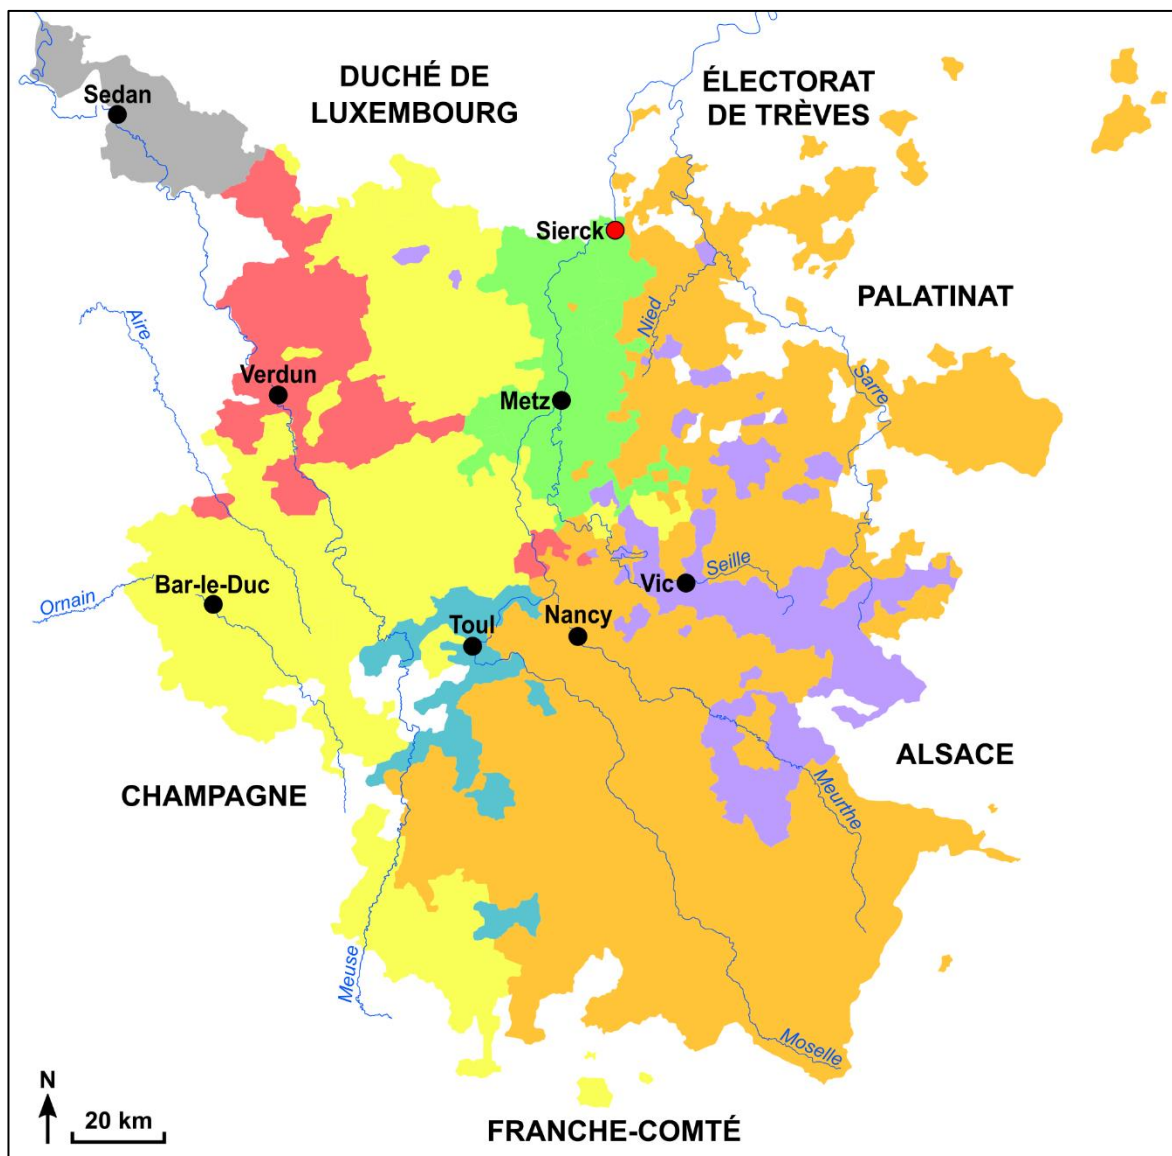 DUCHÉ DE
LUXEMBOURG
ÉLECTORAT
DE TRÈVES
Sedan
Sierck
PALATINAT
Aire
Nied
Verdun
Sarre
Metz
Bar-le-Duc
Ornain
Vic
Seille
Toul
Nancy
ALSACE
CHAMPAGNE
Meurthe
Meuse
Moselle
N
20 km
FRANCHE-COMTÉ